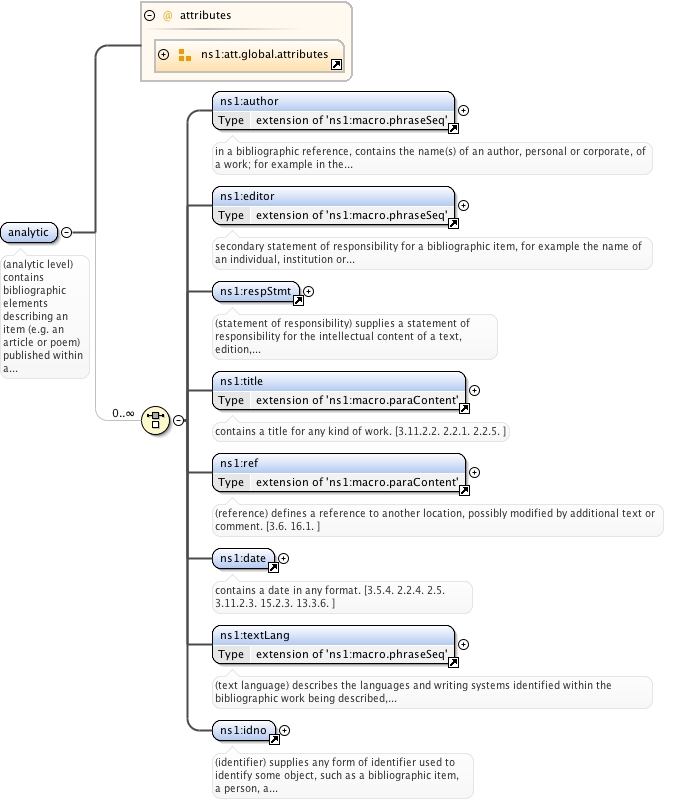 attributes
ns1:att.global.attributes
ns1:author
Type extension of 'ns1:macro.phraseSeq'
in a bibliographic reference, contains the name(s) of an author, personal or corporate, of
a work; for example in the...
ns1:editor
Type extension of 'ns1:macro.phraseSeq'
secondary statement of responsibility for a bibliographic item, for example the name of
an individual, institution or...
analytic
(analytic level)
contains
bibliographic
elements
describing an
item (e.g. an
article or poem)
published within
a...
ns1:respStmt
(statement of responsibility) supplies a statement of
responsibility for the intellectual content of a text,
edition,...
0..∞
ns1:title
Type extension of 'ns1:macro.paraContent'
contains a title for any kind of work. [3.11.2.2. 2.2.1. 2.2.5. ]
ns1:ref
Type extension of 'ns1:macro.paraContent'
(reference) defines a reference to another location, possibly modified by additional text or
comment. [3.6. 16.1. ]
ns1:date
contains a date in any format. [3.5.4. 2.2.4. 2.5.
3.11.2.3. 15.2.3. 13.3.6. ]
ns1:textLang
Type extension of 'ns1:macro.phraseSeq'
(text language) describes the languages and writing systems identified within the
bibliographic work being described,...
ns1:idno
(identifier) supplies any form of identifier used to
identify some object, such as a bibliographic item,
a person, a...